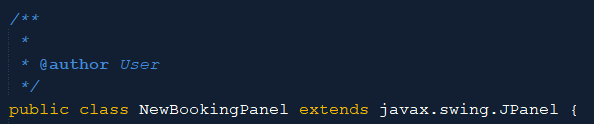 /**
 *
 * @author User
 */
public class NewBookingPanel extends javax.swing.JPanel {